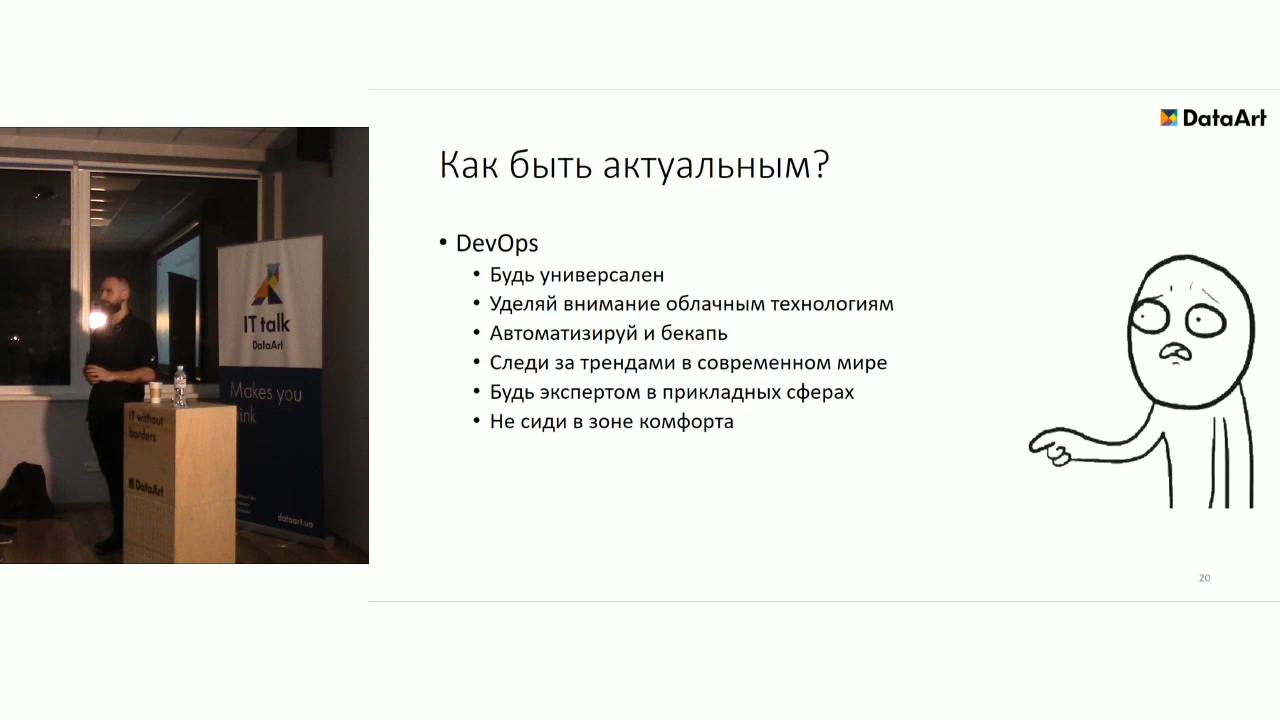 DataArt
Как быть актуальным?
• DevOps
• Будь универсален
• Уделяй внимание облачным технологиям
• Автоматизируй и бекапь
• Следи за трендами в современном мире
• Будь экспертом в прикладных сферах
• Не сиди в зоне комфорта
20
IT talk
DataArt
Makes you
IT without
borders
DataArt
dataart.ua